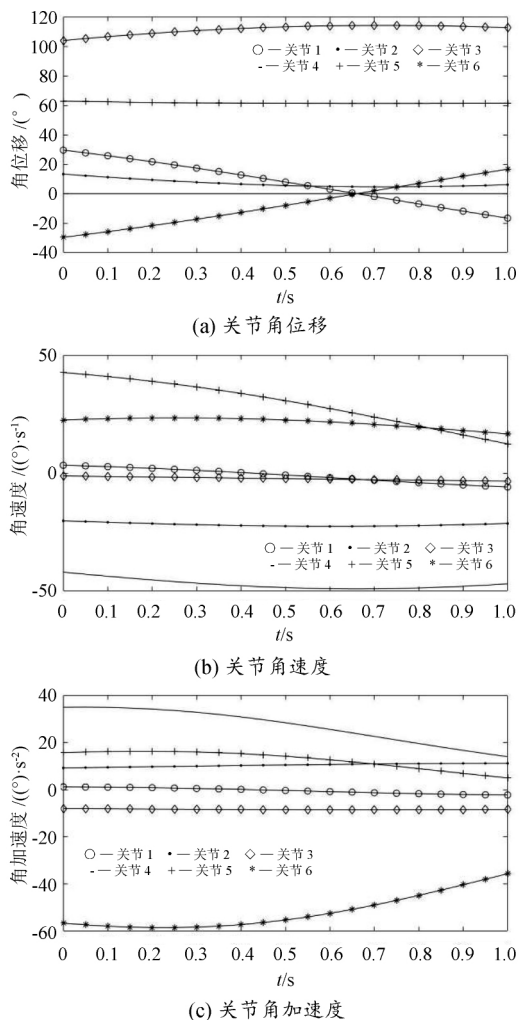 120
100
80
60
40
20
0
-20
-40
角位移 /(°)
○ — 关节 1 • — 关节 2 ◇ — 关节 3
- — 关节 4 + — 关节 5 * — 关节 6
0 0.1 0.2 0.3 0.4 0.5 0.6 0.7 0.8 0.9 1.0
t/s
(a) 关节角位移
50
0
-50
角速度 /((°)·s⁻¹)
○ — 关节 1 • — 关节 2 ◇ — 关节 3
- — 关节 4 + — 关节 5 * — 关节 6
0 0.1 0.2 0.3 0.4 0.5 0.6 0.7 0.8 0.9 1.0
t/s
(b) 关节角速度
40
20
0
-20
-40
-60
角加速度 /((°)·s⁻²)
○ — 关节 1 • — 关节 2 ◇ — 关节 3
- — 关节 4 + — 关节 5 * — 关节 6
0 0.1 0.2 0.3 0.4 0.5 0.6 0.7 0.8 0.9 1.0
t/s
(c) 关节角加速度